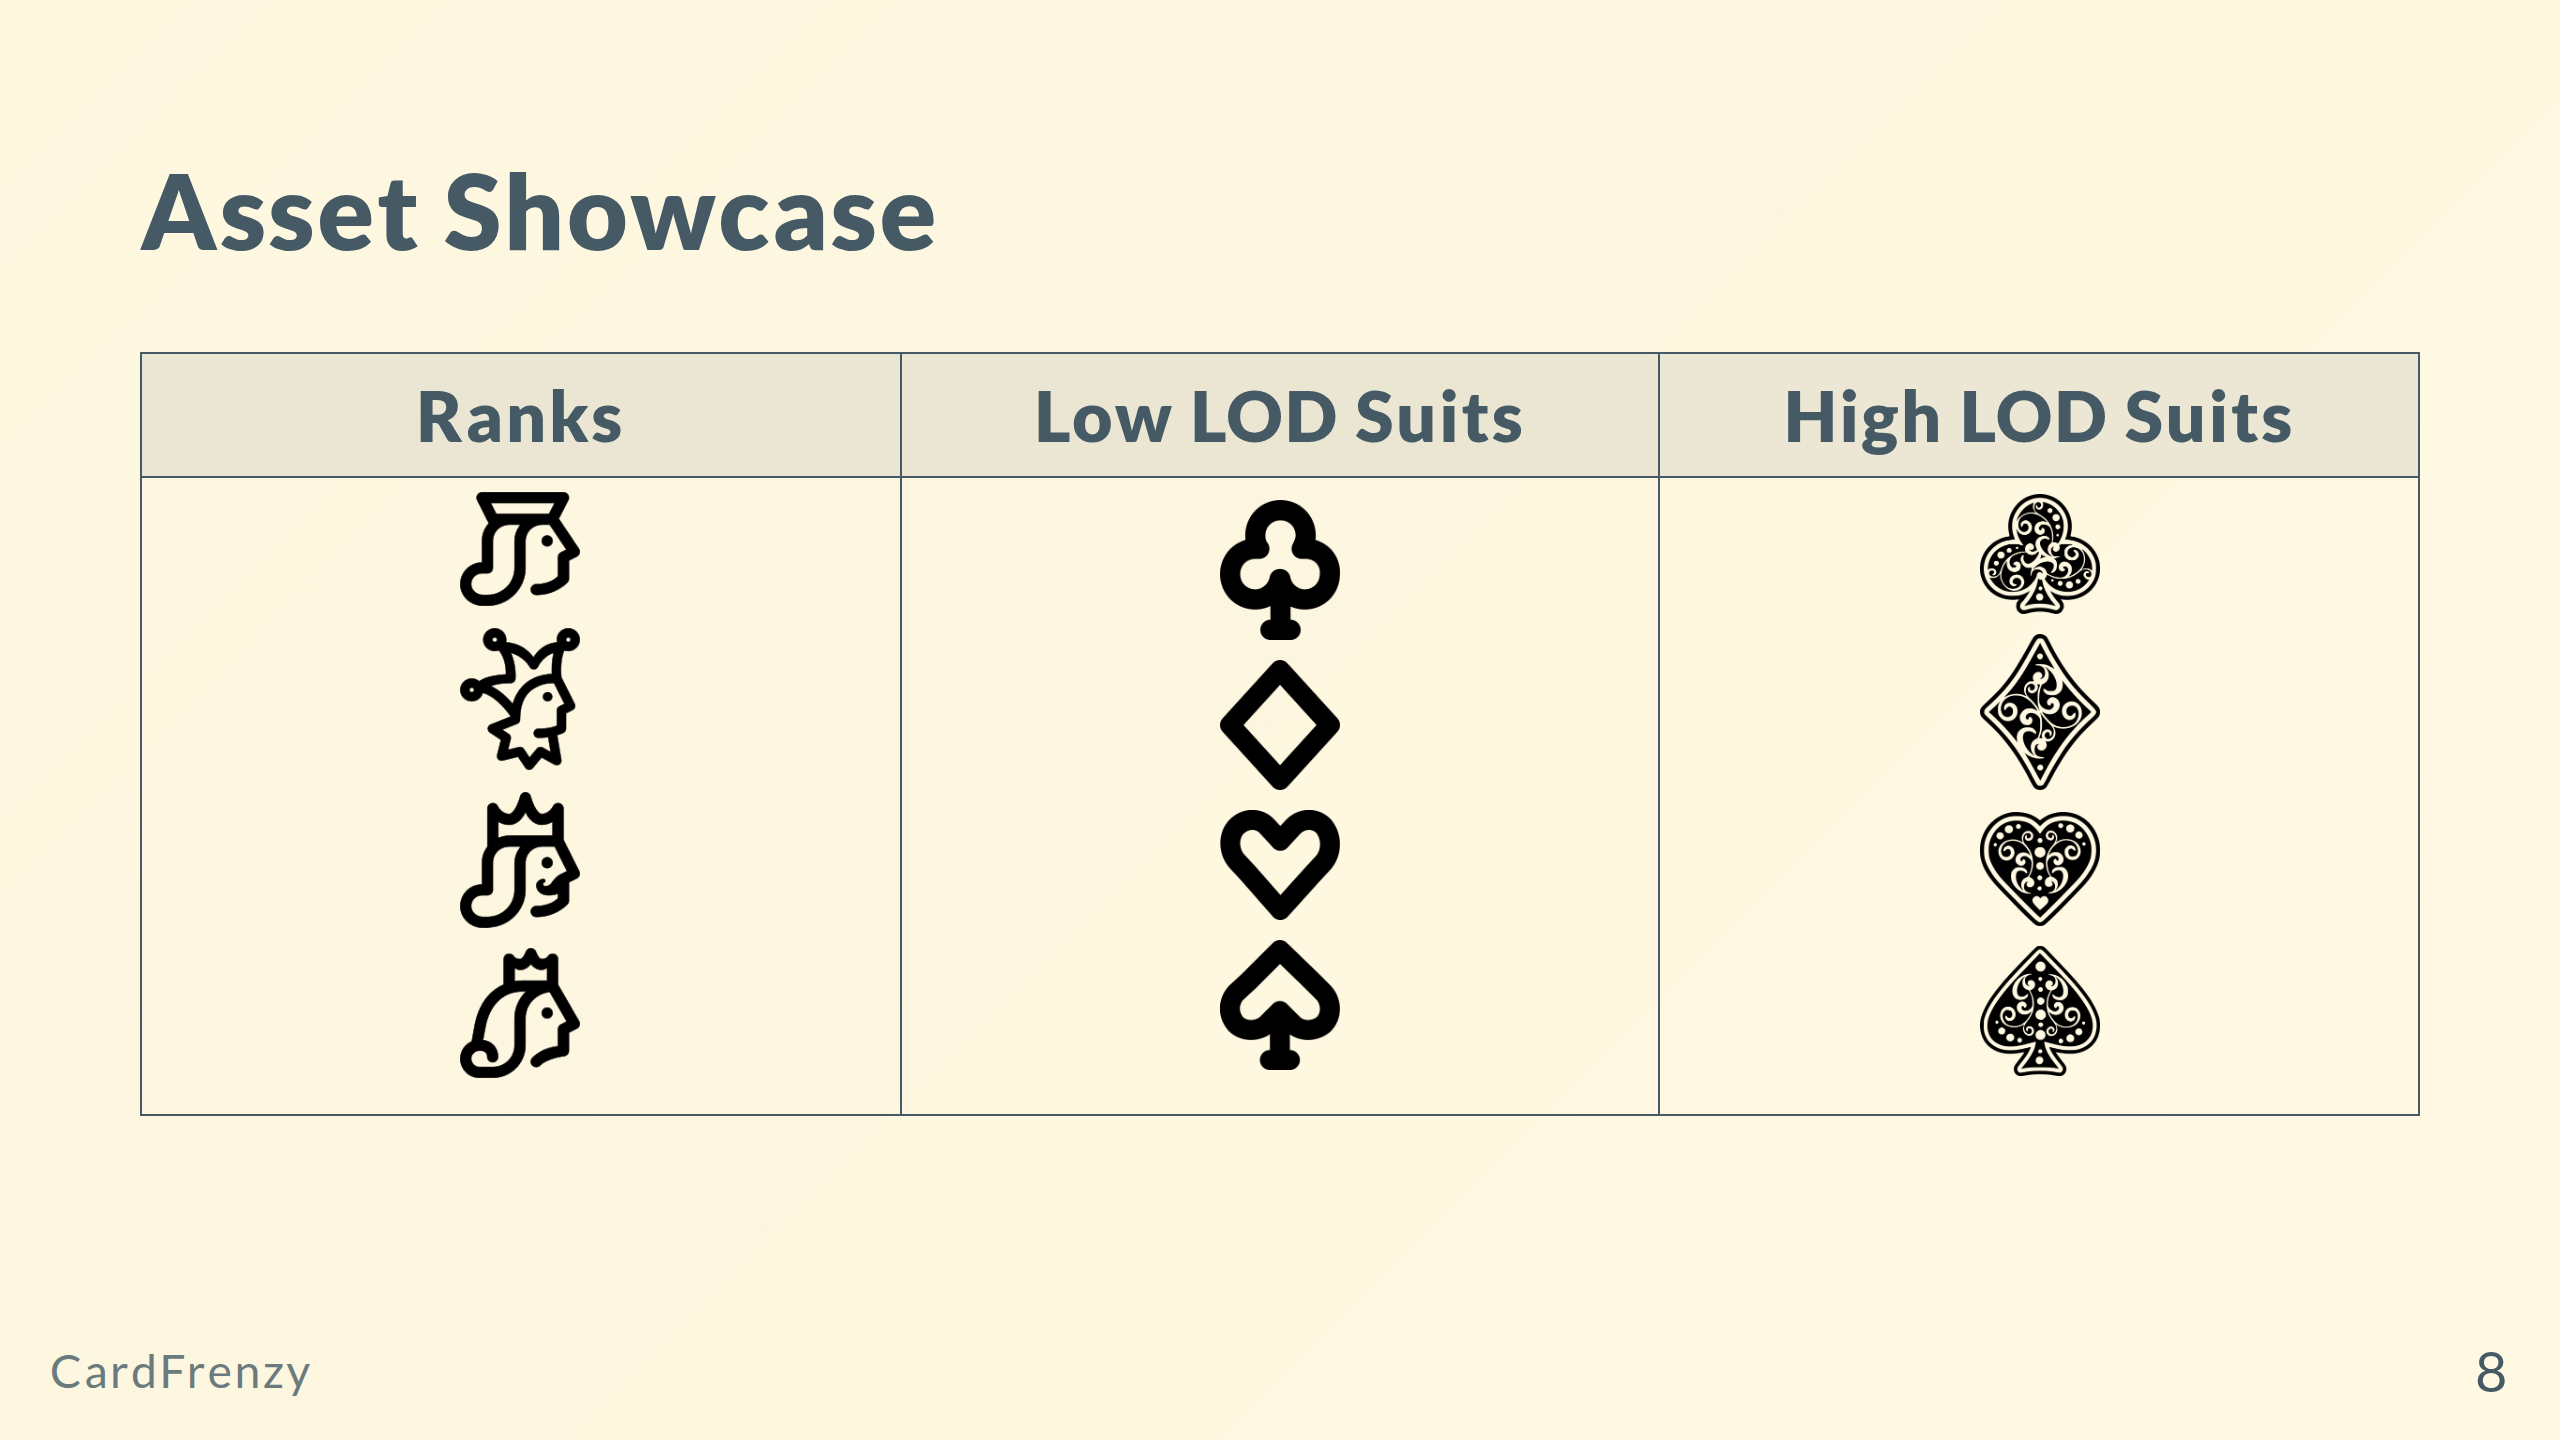 Asset Showcase
Ranks
Low LOD Suits
High LOD Suits
CardFrenzy
8